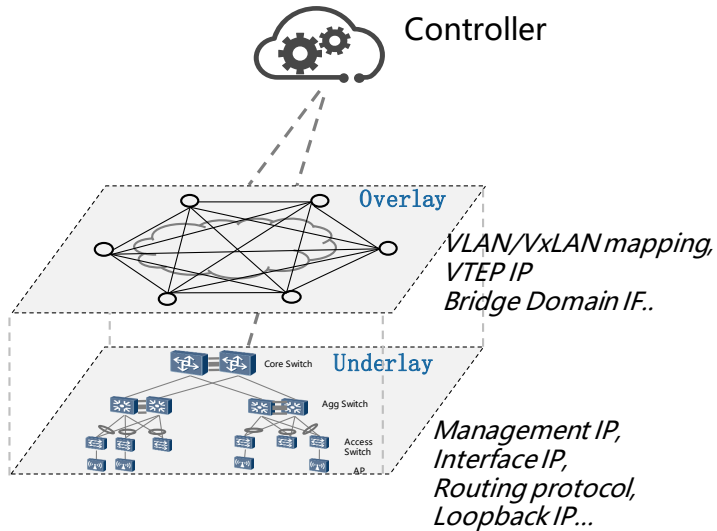 Controller
Overlay
VLAN/VxLAN mapping,
VTEP IP
Bridge Domain IF..
Core Switch
Underlay
Agg Switch
Access
Switch
AP
Management IP,
Interface IP,
Routing protocol,
Loopback IP...